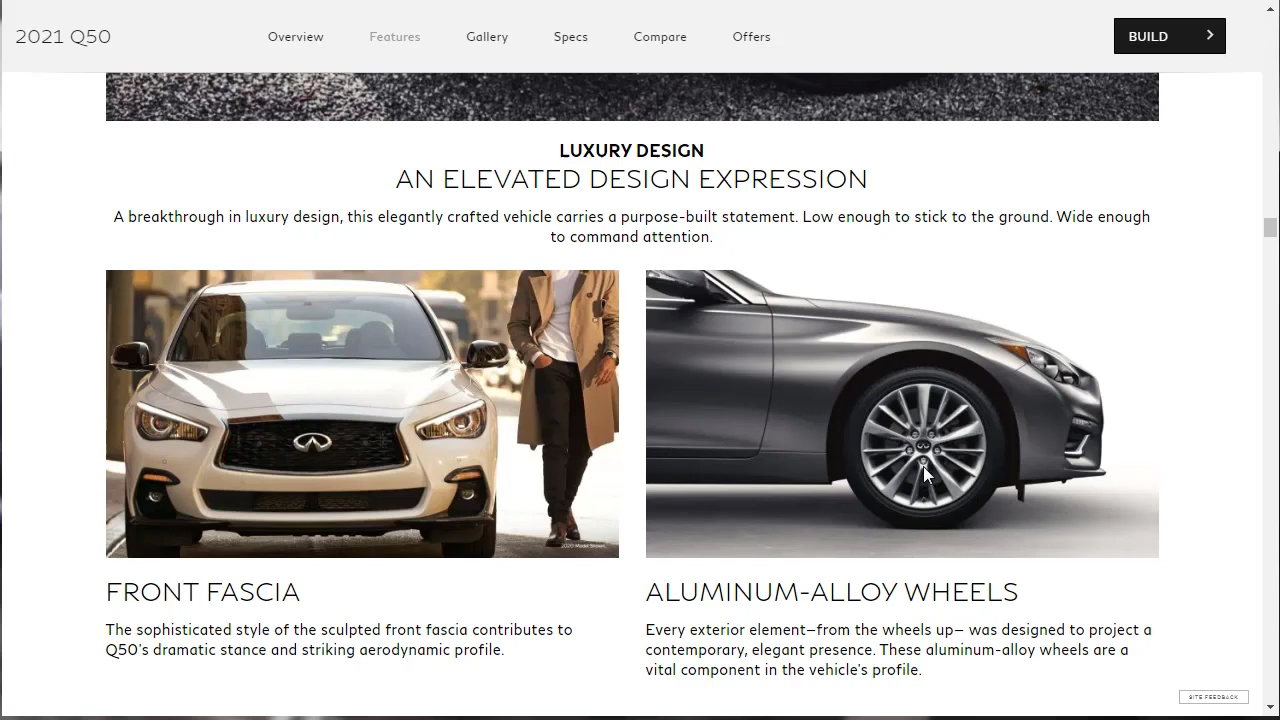 2021 Q50
Overview
Features
Gallery
Specs
Compare
Offers
BUILD
LUXURY DESIGN
AN ELEVATED DESIGN EXPRESSION
A breakthrough in luxury design, this elegantly crafted vehicle carries a purpose-built statement. Low enough to stick to the ground. Wide enough
to command attention.
2020 Model Shown.
FRONT FASCIA
The sophisticated style of the sculpted front fascia contributes to
Q50's dramatic stance and striking aerodynamic profile.
ALUMINUM-ALLOY WHEELS
Every exterior element—from the wheels up— was designed to project a
contemporary, elegant presence. These aluminum-alloy wheels are a
vital component in the vehicle's profile.
SITE FEEDBACK